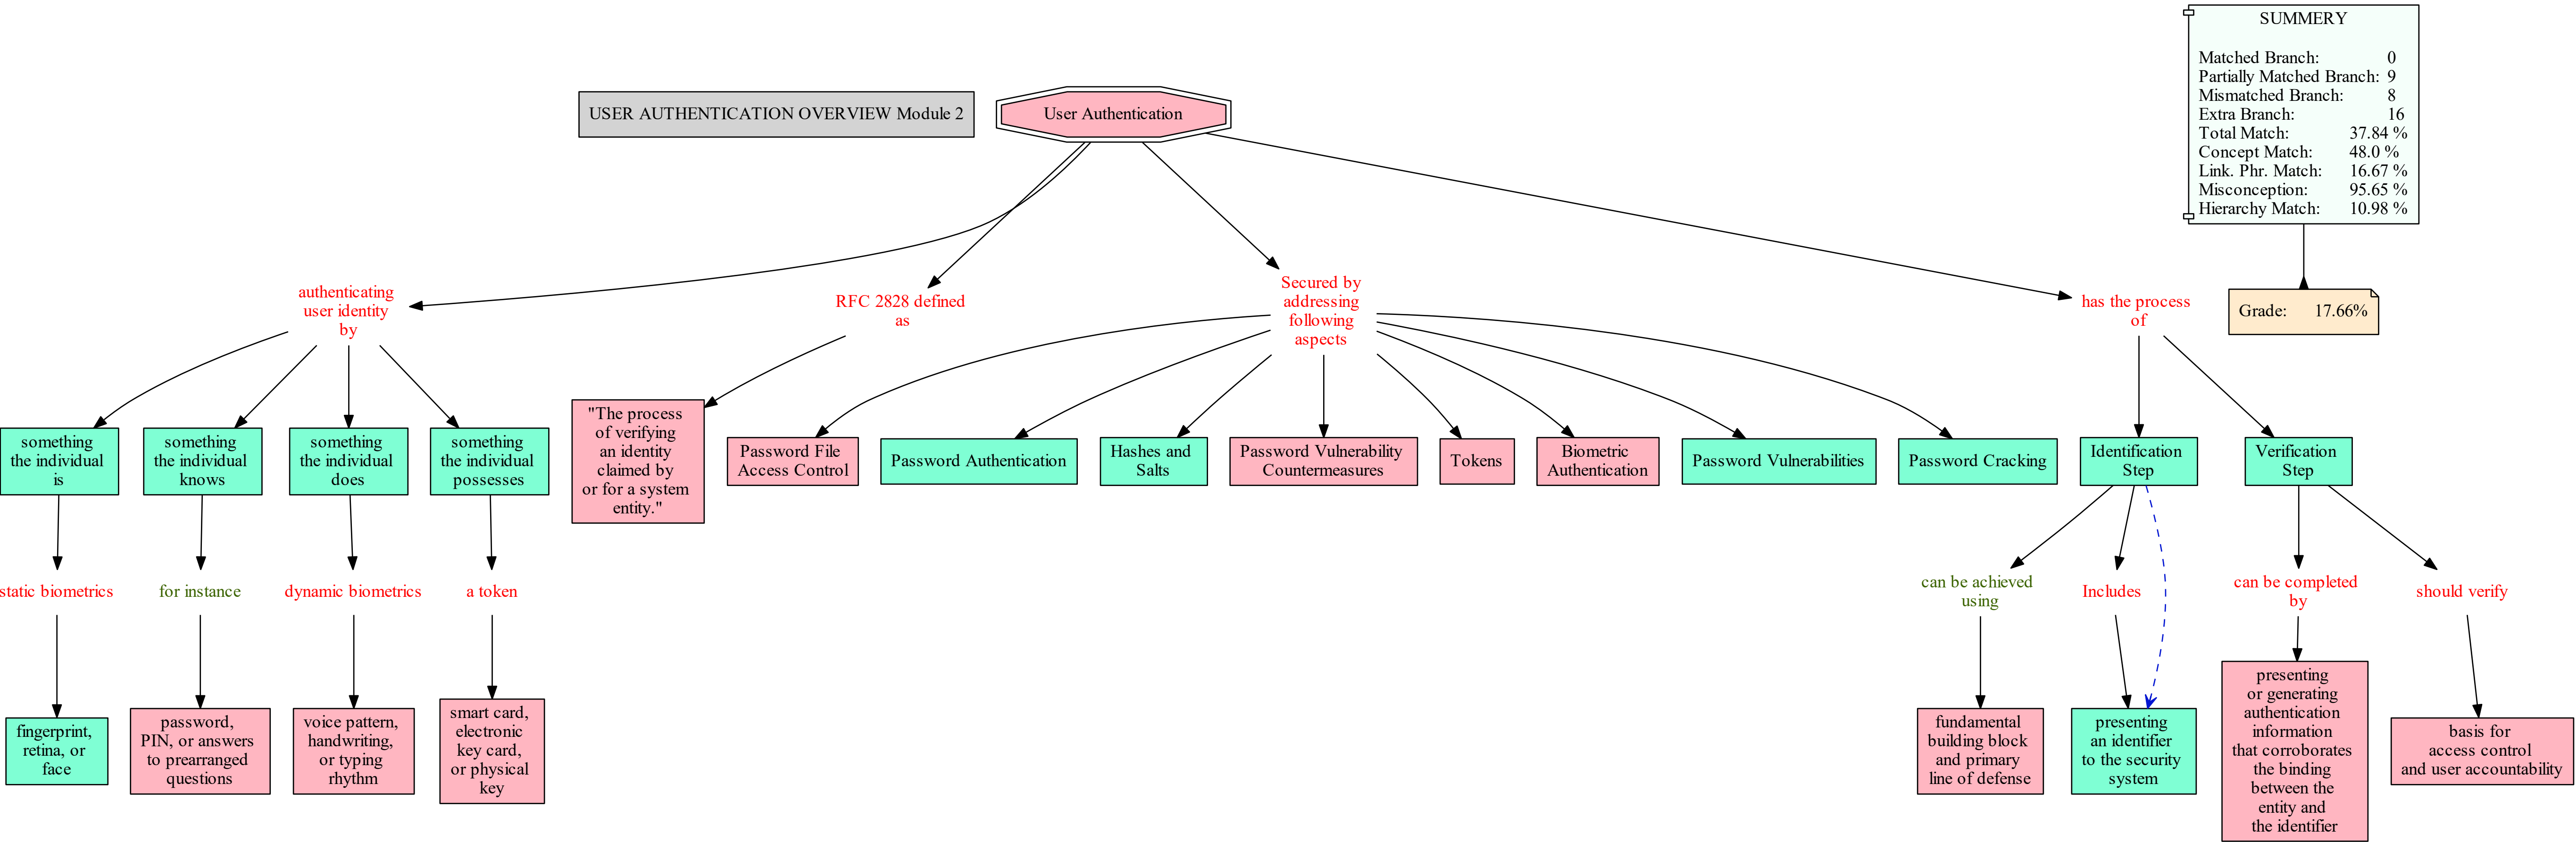 SUMMERY
Matched Branch: 0
Partially Matched Branch: 9
Mismatched Branch: 8
Extra Branch: 16
Total Match: 37.84 %
Concept Match: 48.0 %
Link. Phr. Match: 16.67 %
Misconception: 95.65 %
Hierarchy Match: 10.98 %
USER AUTHENTICATION OVERVIEW Module 2
User Authentication
authenticating
user identity
by
RFC 2828 defined
as
Secured by
addressing
following
aspects
has the process
of
Grade: 17.66%
something
the individual
is
something
the individual
knows
something
the individual
does
something
the individual
possesses
"The process
of verifying
an identity
claimed by
or for a system
entity."
Password File
Access Control
Password Authentication
Hashes and
Salts
Password Vulnerability
Countermeasures
Tokens
Biometric
Authentication
Password Vulnerabilities
Password Cracking
Identification
Step
Verification
Step
static biometrics
for instance
dynamic biometrics
a token
can be achieved
using
Includes
can be completed
by
should verify
fingerprint,
retina, or
face
password,
PIN, or answers
to prearranged
questions
voice pattern,
handwriting,
or typing
rhythm
smart card,
electronic
key card,
or physical
key
fundamental
building block
and primary
line of defense
presenting
an identifier
to the security
system
presenting
or generating
authentication
information
that corroborates
the binding
between the
entity and
the identifier
basis for
access control
and user accountability